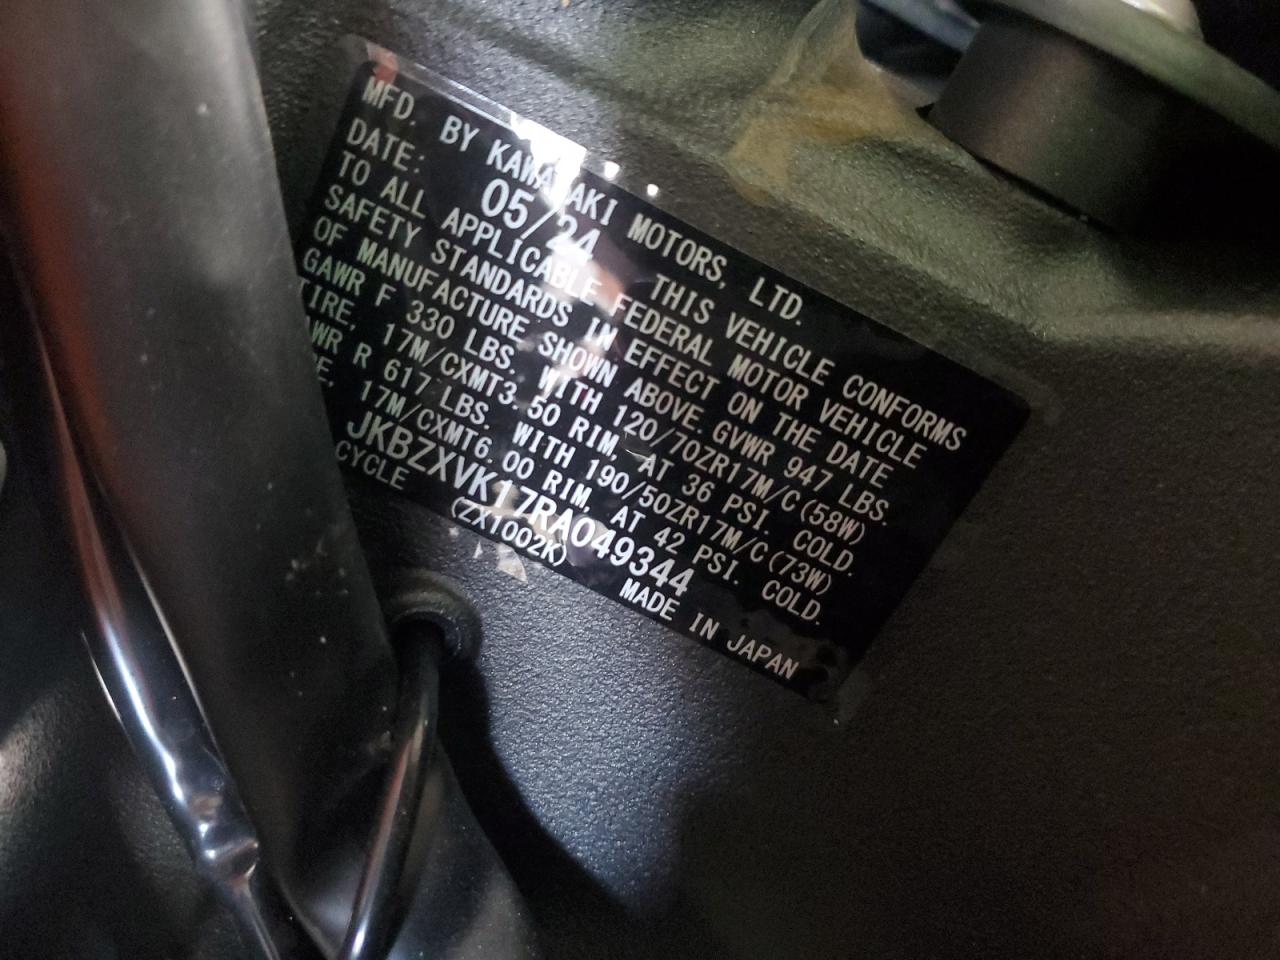 MFD. BY KAWASAKI MOTORS, LTD.
DATE: 05/24 THIS VEHICLE CONFORMS
TO ALL APPLICABLE FEDERAL MOTOR VEHICLE
SAFETY STANDARDS IN EFFECT ON THE DATE
OF MANUFACTURE SHOWN ABOVE. GVWR 947 LBS.
GAWR F 330 LBS. WITH 120/70ZR17M/C(58W)
TIRE, 17M/CXMT3.50 RIM, AT 36 PSI. COLD.
WR R 617 LBS. WITH 190/50ZR17M/C(73W)
E, 17M/CXMT6.00 RIM, AT 42 PSI. COLD.
JKBZXVK17RA049344
CYCLE (ZX1002K) MADE IN JAPAN